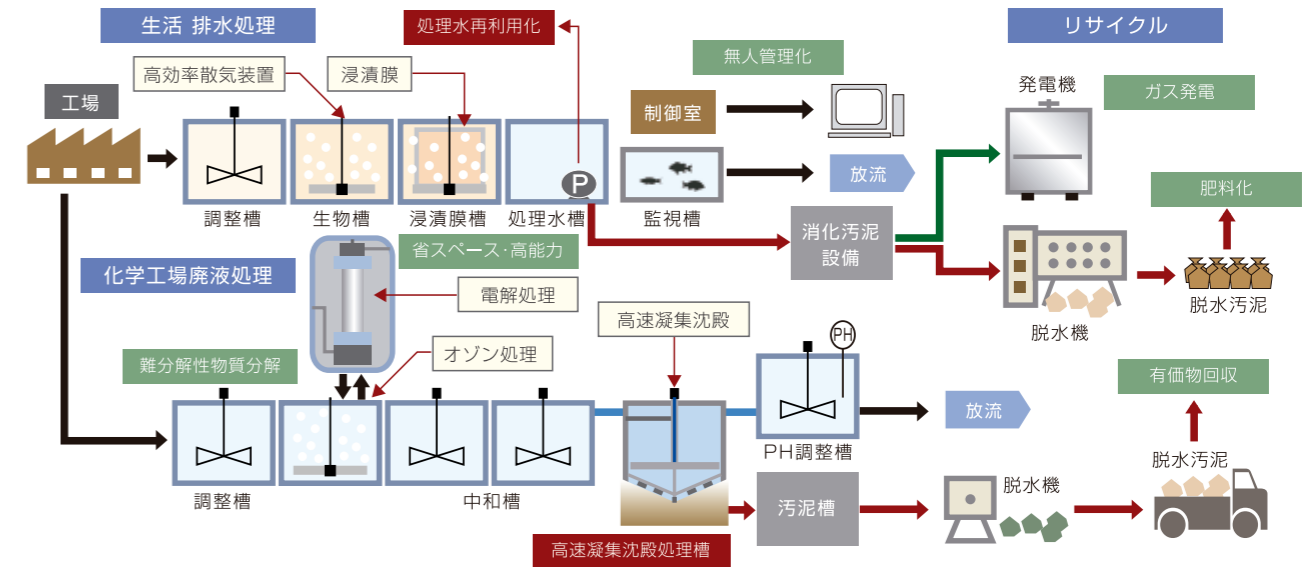 生活 排水処理
処理水再利用化
リサイクル
無人管理化
高効率散気装置
浸漬膜
発電機
ガス発電
工場
制御室
P
放流
肥料化
調整槽
生物槽
浸漬膜槽
処理水槽
監視槽
消化汚泥
設備
省スペース・高能力
化学工場廃液処理
電解処理
脱水汚泥
高速凝集沈殿
脱水機
PH
オゾン処理
難分解性物質分解
有価物回収
放流
PH調整槽
脱水汚泥
調整槽
中和槽
汚泥槽
脱水機
高速凝集沈殿処理槽